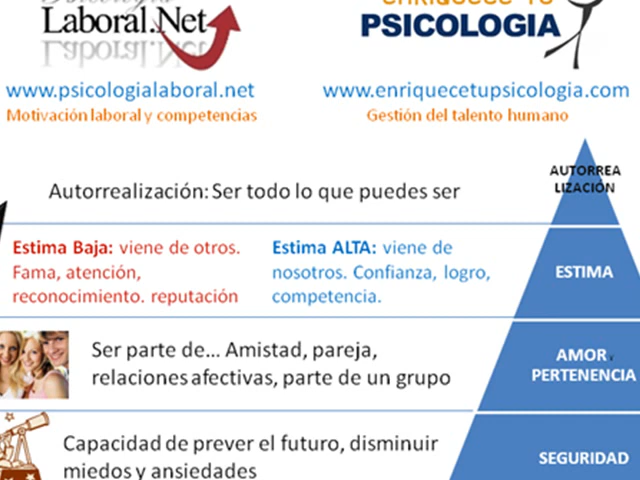 Psicología
Laboral.Net
ENRIQUECE TU
PSICOLOGIA
www.psicologialaboral.net
www.enriquecetupsicologia.com
Motivación laboral y competencias
Gestión del talento humano
AUTORREA
LIZACIÓN
Autorrealización: Ser todo lo que puedes ser
Estima Baja: viene de otros.
Fama, atención,
reconocimiento. reputación
Estima ALTA: viene de
nosotros. Confianza, logro,
competencia.
ESTIMA
Ser parte de... Amistad, pareja,
relaciones afectivas, parte de un grupo
AMOR y
PERTENENCIA
Capacidad de prever el futuro, disminuir
miedos y ansiedades
SEGURIDAD